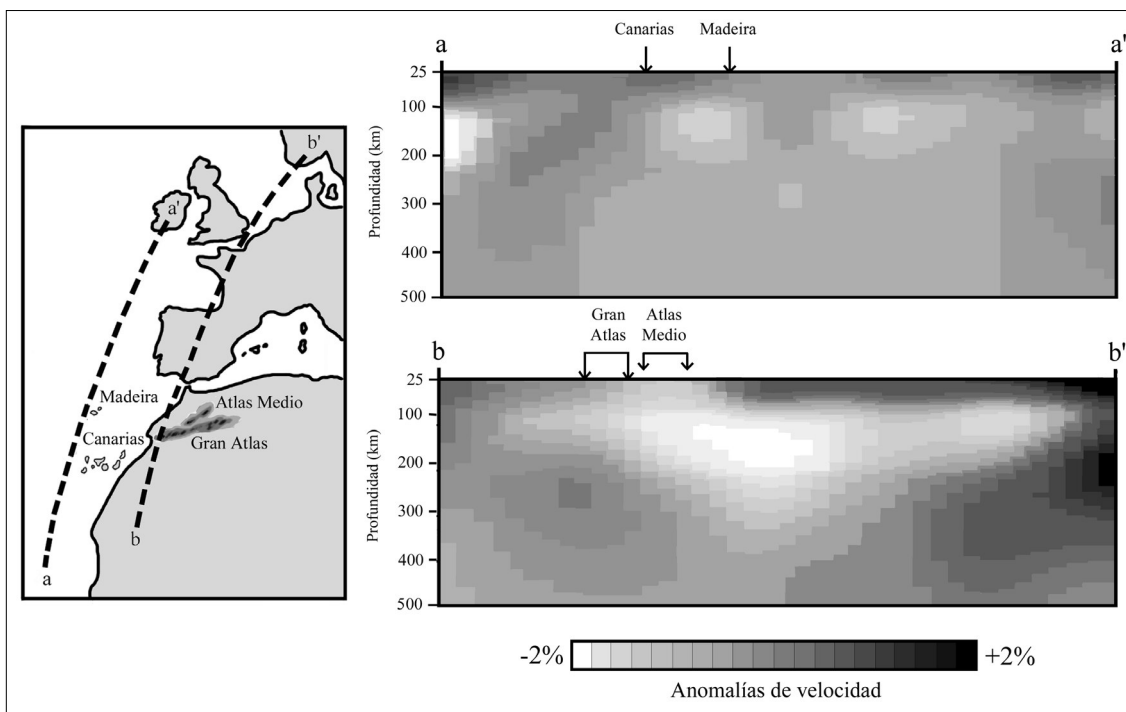 b'
a'
Madeira
Atlas Medio
Canarias
Gran Atlas
b
a
Canarias Madeira
a a'
25
100
200
300
400
500
Profundidad (km)
Gran
Atlas
Atlas
Medio
b b'
25
100
200
300
400
500
Profundidad (km)
-2% +2%
Anomalías de velocidad